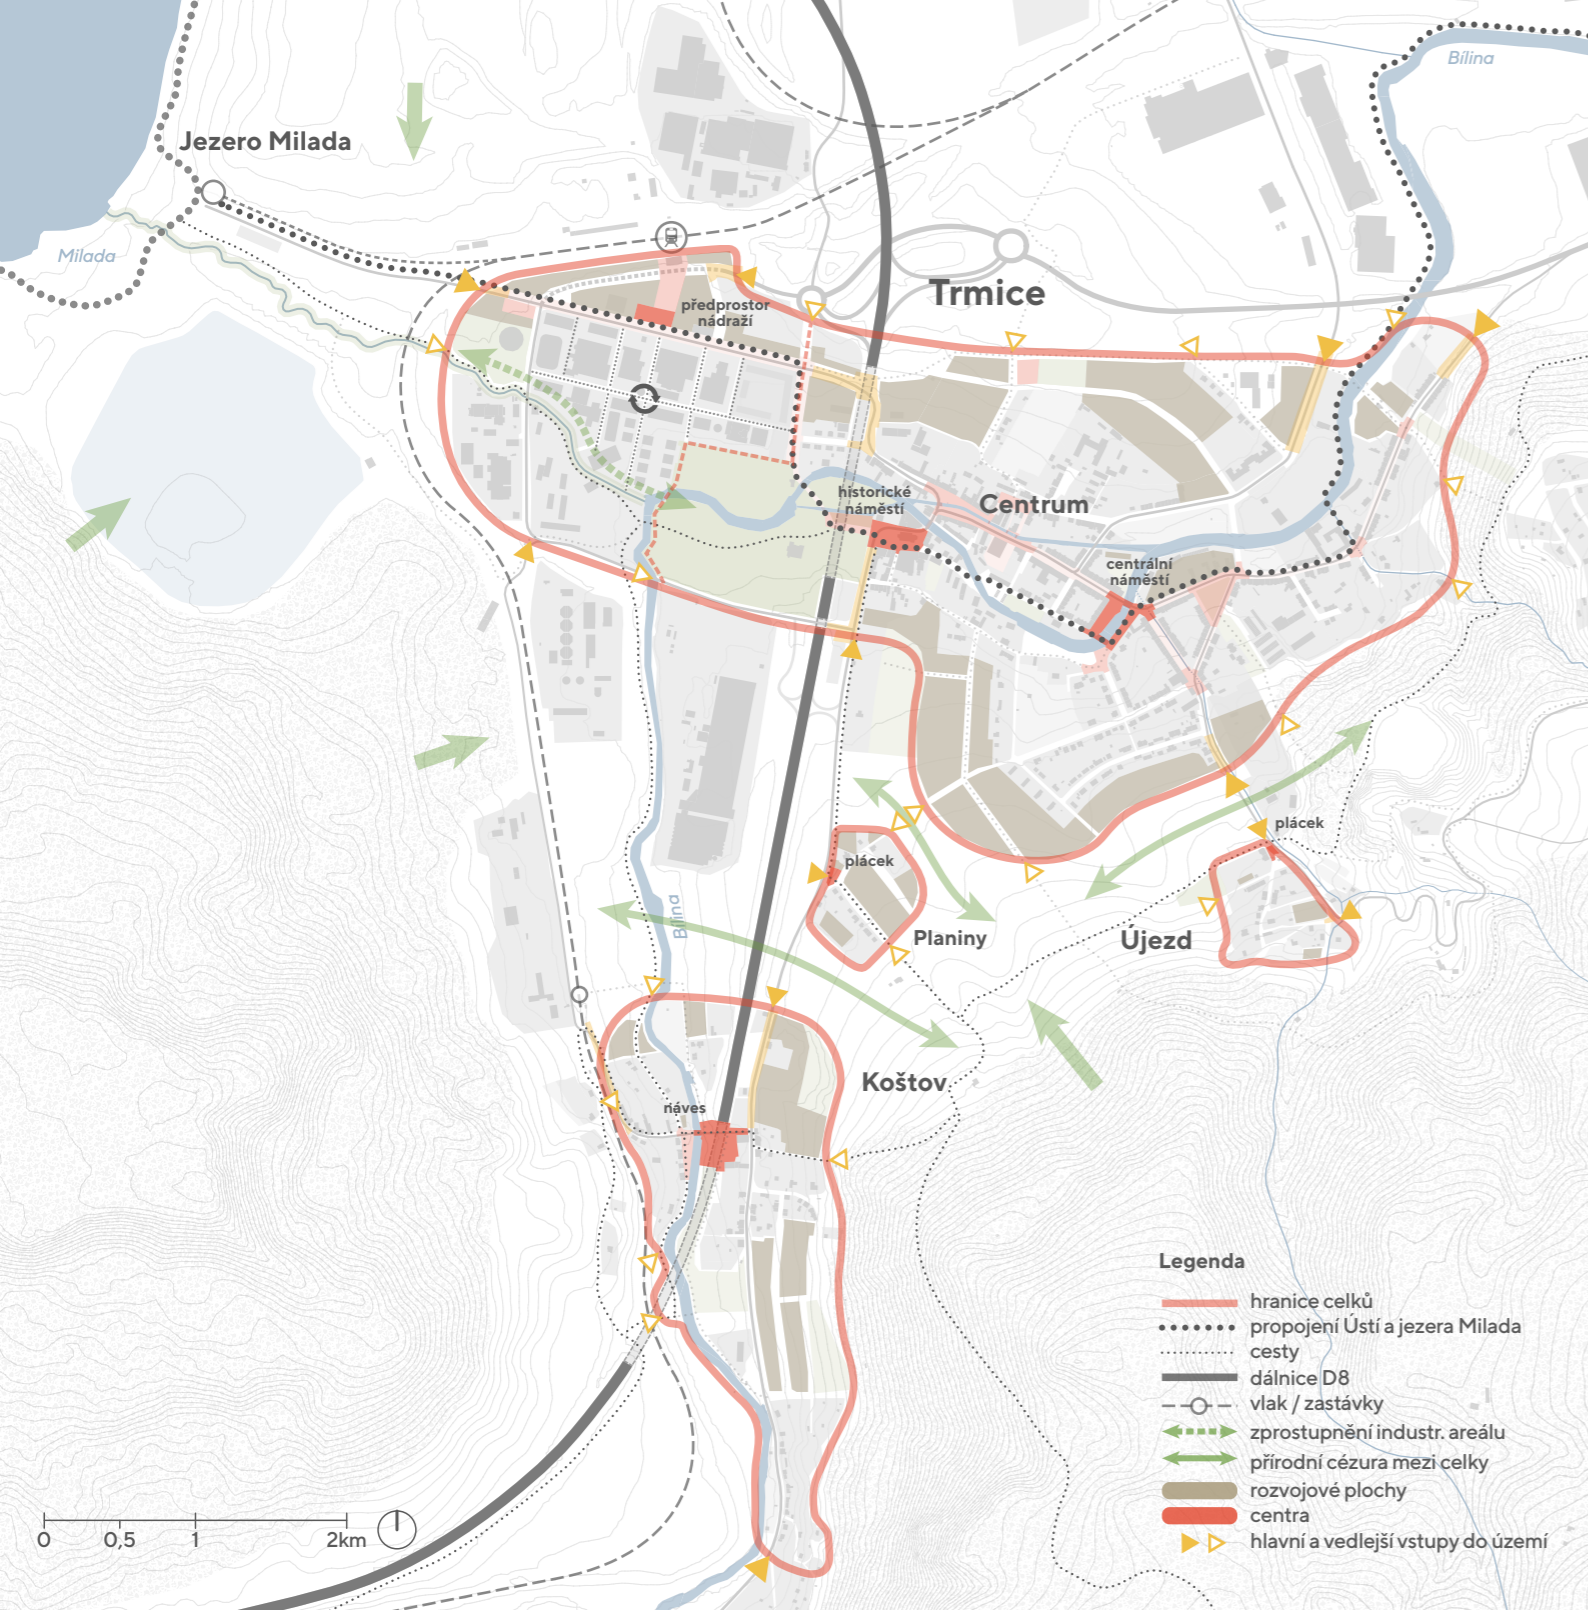 Bílina
Jezero Milada
Milada
Trmice
předprostor
nádraží
historické
náměstí
Centrum
centrální
náměstí
plácek
plácek
Bílina
Planiny
Újezd
Koštov
náves
Legenda
hranice celků
propojení Ústí a jezera Milada
cesty
dálnice D8
vlak / zastávky
zprostupnění industr. areálu
přírodní cézura mezi celky
rozvojové plochy
centra
hlavní a vedlejší vstupy do území
0 0,5 1 2km